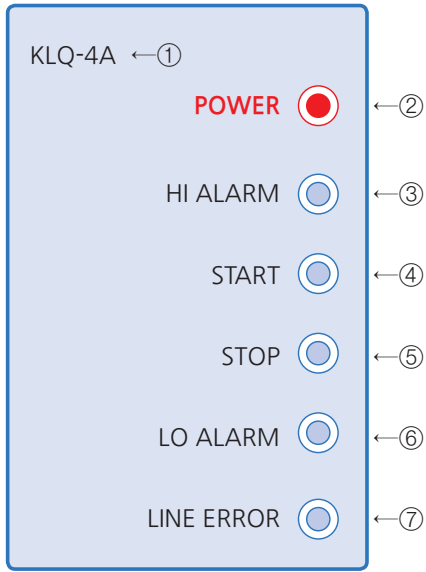 KLQ-4A ←①
POWER ←②
HI ALARM ←③
START ←④
STOP ←⑤
LO ALARM ←⑥
LINE ERROR ←⑦